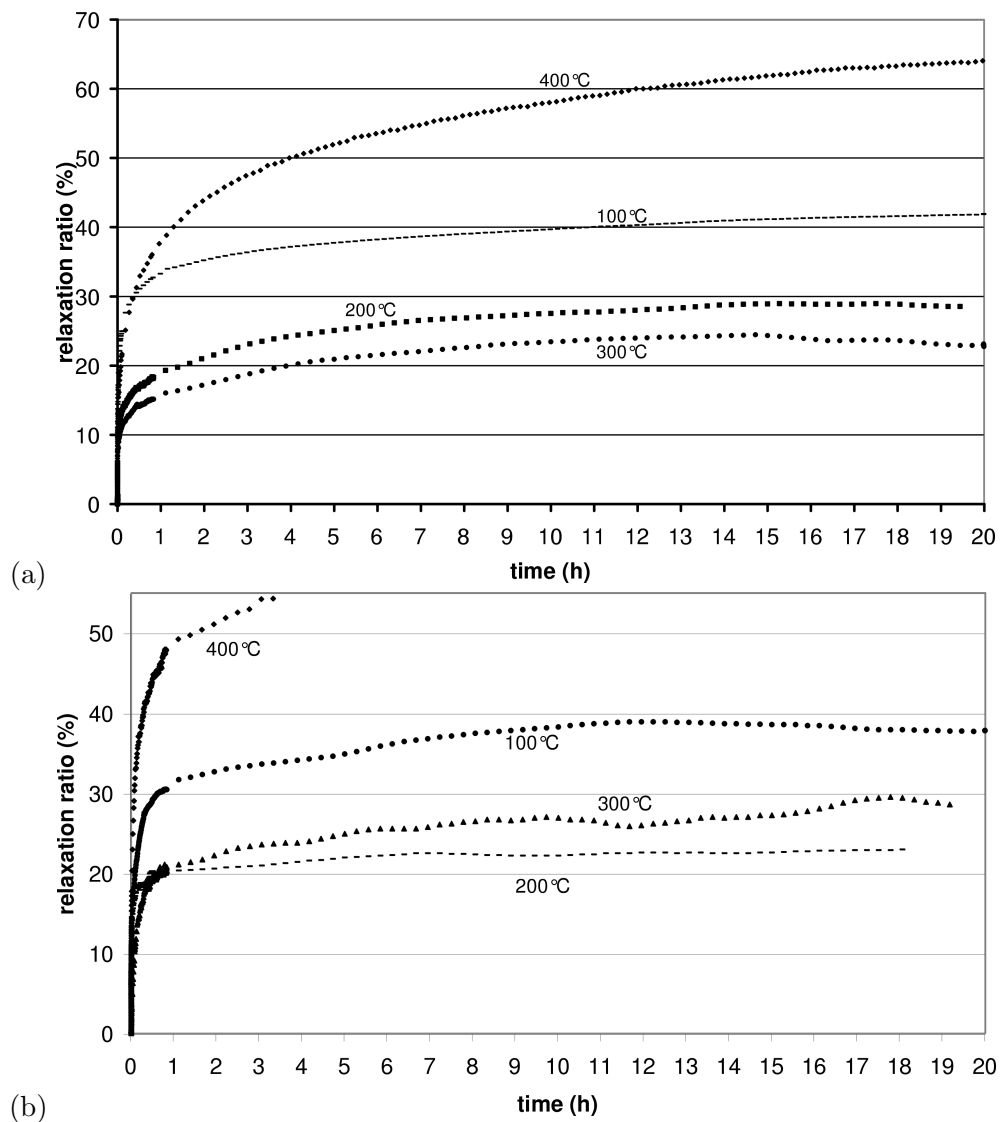 (a)
relaxation ratio (%)
70
60
50
40
30
20
10
0
400°C
100°C
200°C
300°C
0 1 2 3 4 5 6 7 8 9 10 11 12 13 14 15 16 17 18 19 20
time (h)
(b)
relaxation ratio (%)
50
40
30
20
10
0
400°C
100°C
300°C
200°C
0 1 2 3 4 5 6 7 8 9 10 11 12 13 14 15 16 17 18 19 20
time (h)